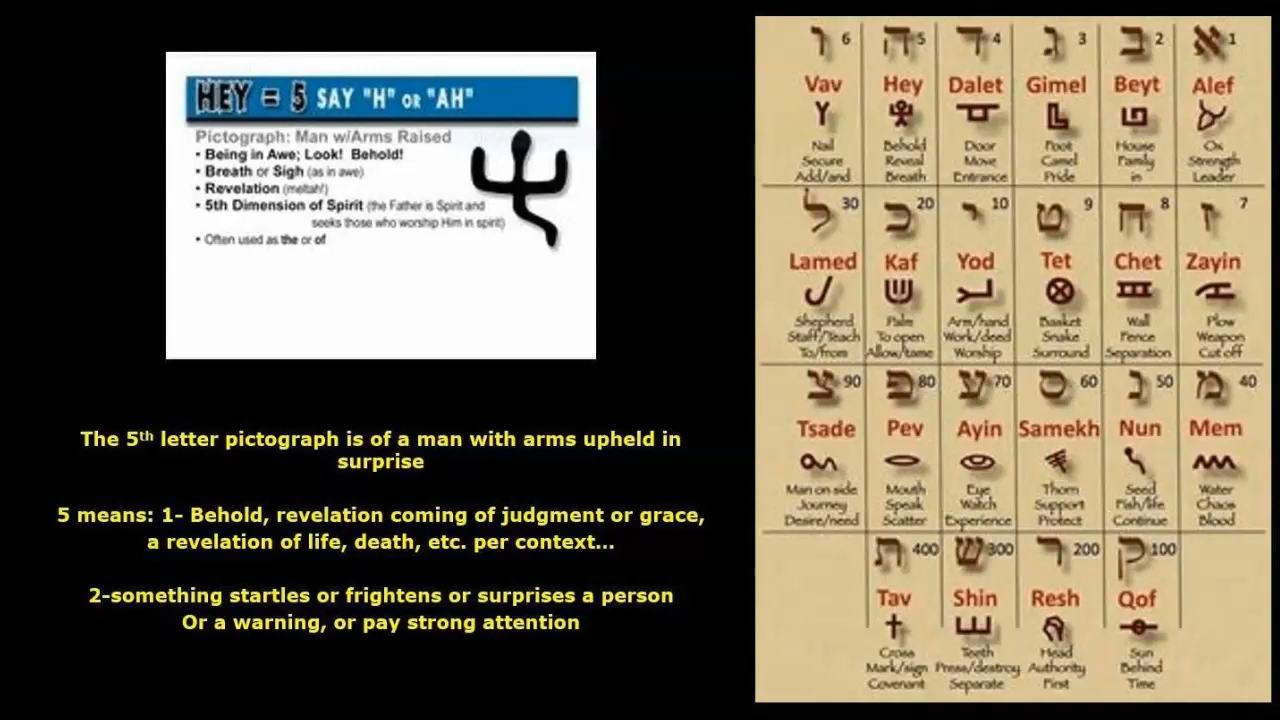 HEY = 5 SAY "H" OR "AH"
Pictograph: Man w/Arms Raised
• Being in Awe; Look! Behold!
• Breath or Sigh (as in awe)
• Revelation (meltah!)
• 5th Dimension of Spirit (the Father is Spirit and
seeks those who worship Him in spirit)
• Often used as the or of
The 5th letter pictograph is of a man with arms upheld in
surprise
5 means: 1- Behold, revelation coming of judgment or grace,
a revelation of life, death, etc. per context...
2-something startles or frightens or surprises a person
Or a warning, or pay strong attention
ו 6 ה 5 ד 4 ג 3 ב 2 א 1
Vav Hey Dalet Gimel Beyt Alef
Nail Behold Door Foot House Ox
Secure Reveal Move Camel Family Strength
Add/and Breath Entrance Pride in Leader
ל 30 כ 20 י 10 ט 9 ח 8 ז 7
Lamed Kaf Yod Tet Chet Zayin
Shepherd Palm Arm/hand Basket Wall Plow
Staff/Teach To open Work/deed Snake Fence Weapon
To/from Allow/tame Worship Surround Separation Cut off
צ 90 פ 80 ע 70 ס 60 נ 50 מ 40
Tsade Pey Ayin Samekh Nun Mem
Man on side Mouth Eye Thorn Seed Water
Journey Speak Watch Support Fish/life Chaos
Desire/need Scatter Experience Protect Continue Blood
ת 400 ש 300 ר 200 ק 100
Tav Shin Resh Qof
Cross Teeth Head Sun
Mark/sign Press/destroy Authority Behind
Covenant Separate First Time